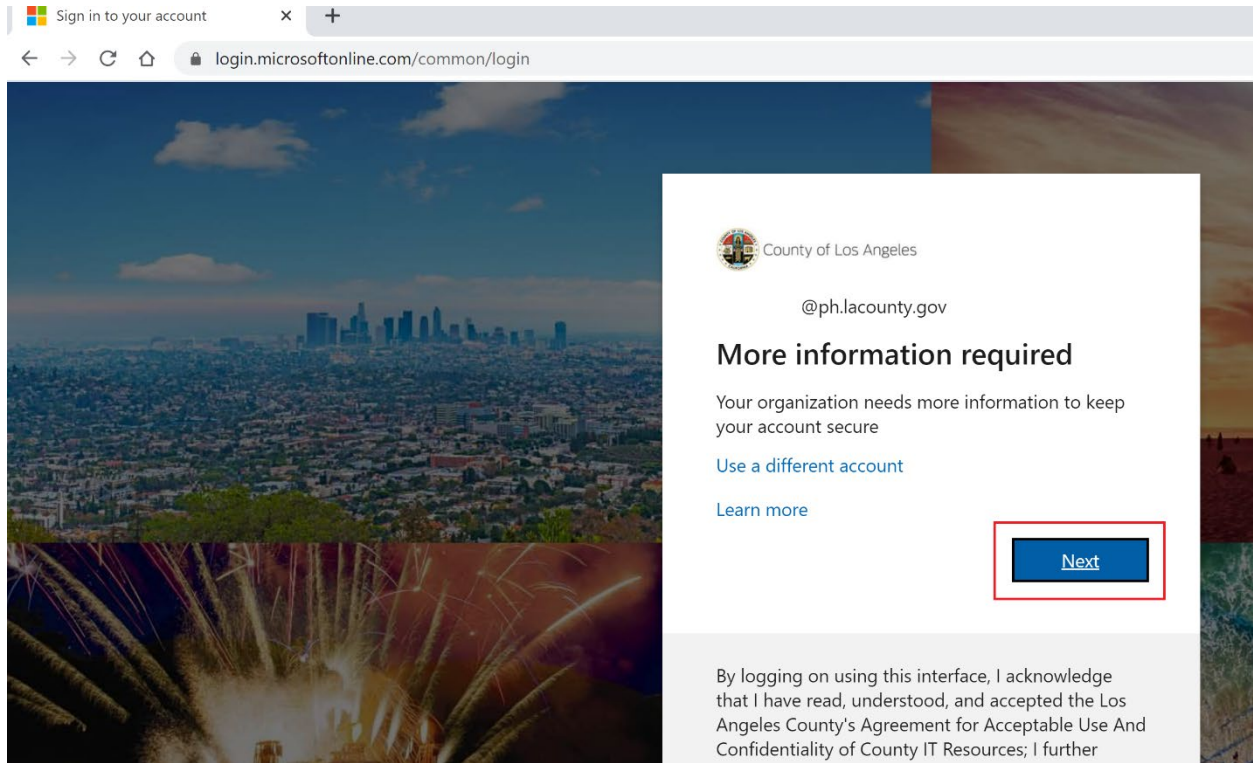 Sign in to your account
login.microsoftonline.com/common/login
County of Los Angeles
@ph.lacounty.gov
More information required
Your organization needs more information to keep
your account secure
Use a different account
Learn more
Next
By logging on using this interface, I acknowledge
that I have read, understood, and accepted the Los
Angeles County's Agreement for Acceptable Use And
Confidentiality of County IT Resources; I further